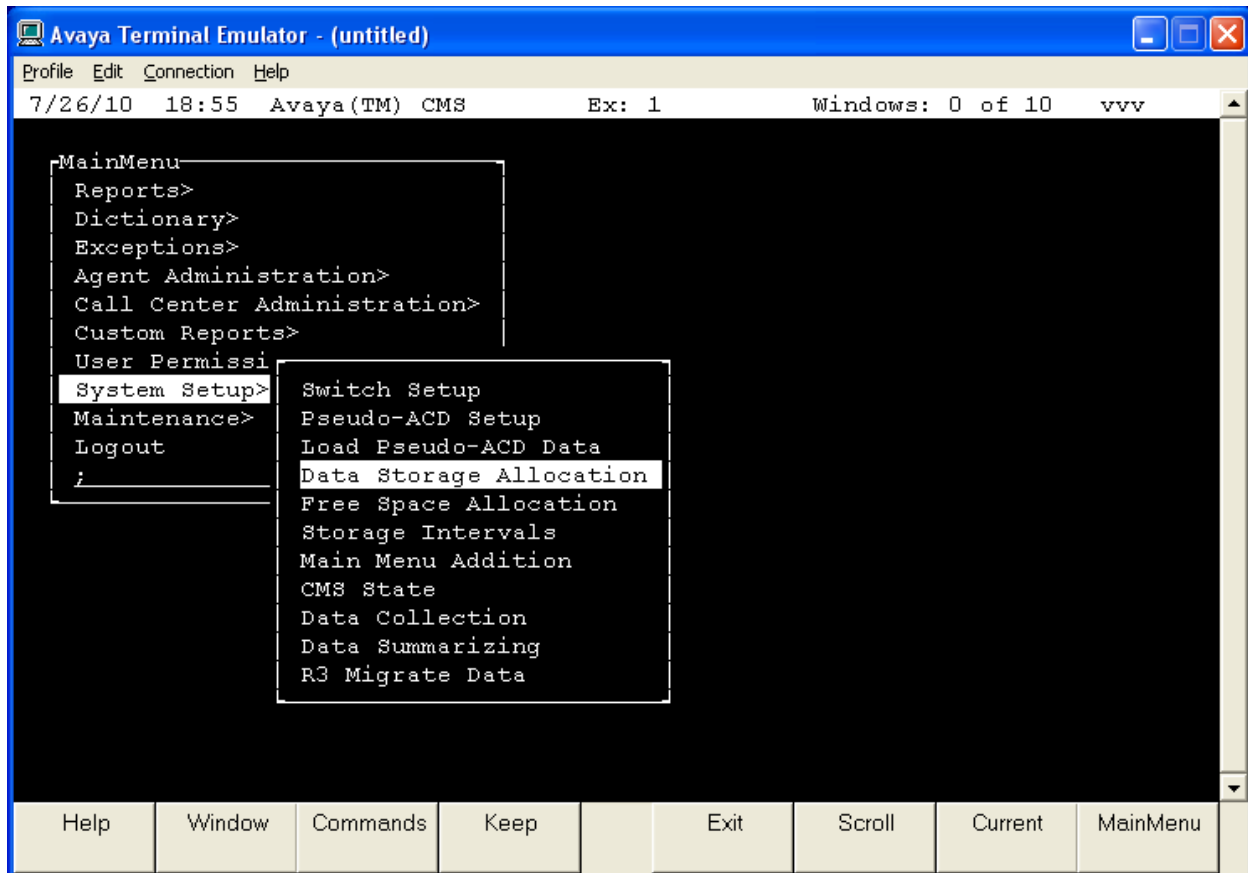 Avaya Terminal Emulator - (untitled)
Profile Edit Connection Help
7/26/10 18:55 Avaya(TM) CMS Ex: 1 Windows: 0 of 10 vvv
MainMenu
Reports>
Dictionary>
Exceptions>
Agent Administration>
Call Center Administration>
Custom Reports>
User Permissi
System Setup>
Maintenance>
Logout
;
Switch Setup
Pseudo-ACD Setup
Load Pseudo-ACD Data
Data Storage Allocation
Free Space Allocation
Storage Intervals
Main Menu Addition
CMS State
Data Collection
Data Summarizing
R3 Migrate Data
Help Window Commands Keep Exit Scroll Current MainMenu